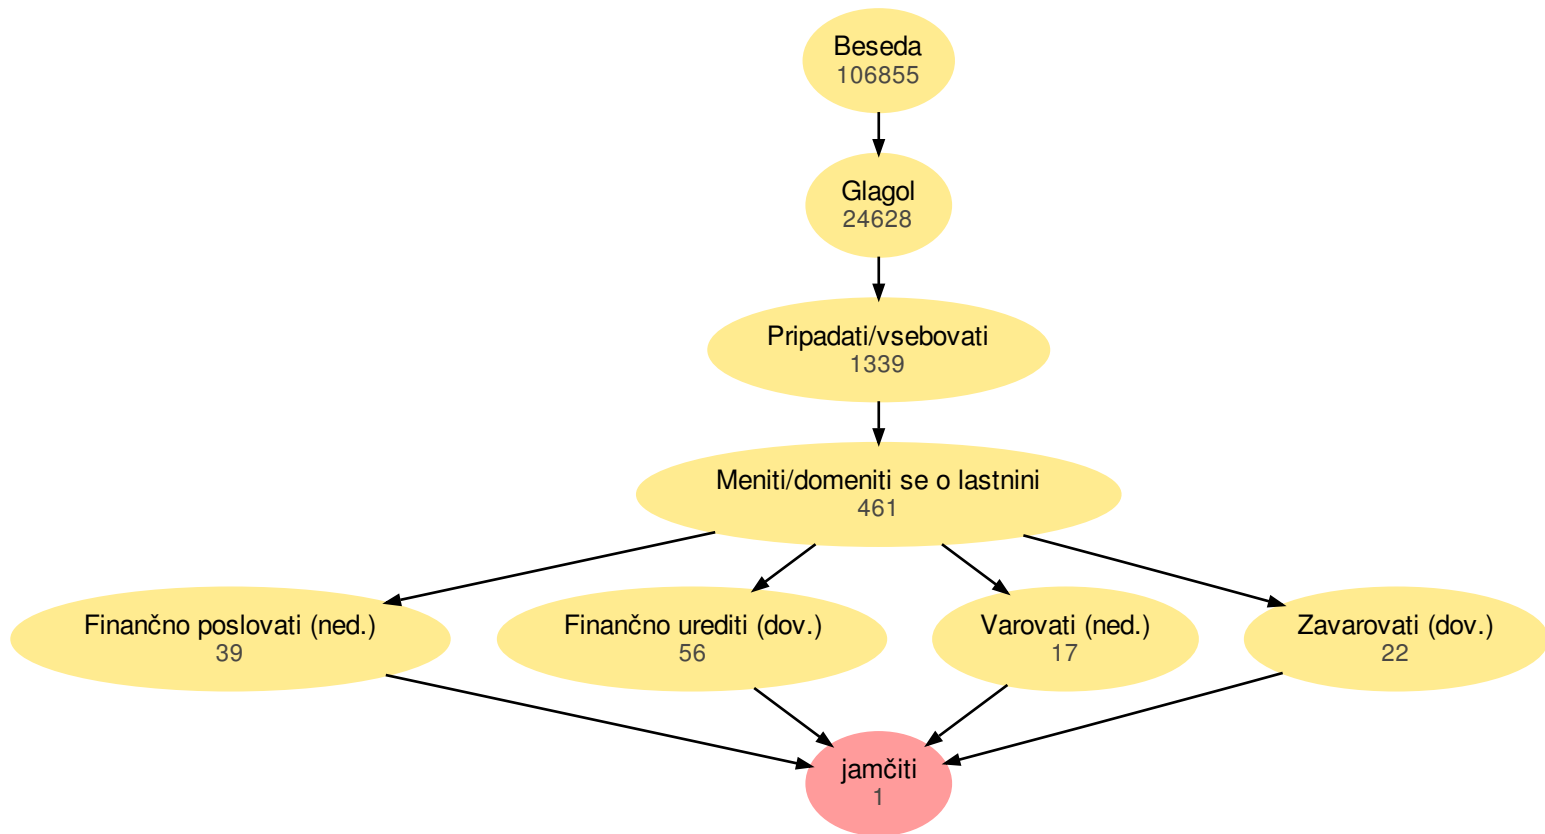 Beseda
106855
Glagol
24628
Pripadati/vsebovati
1339
Meniti/domeniti se o lastnini
461
Finančno poslovati (ned.)
39
Finančno urediti (dov.)
56
Varovati (ned.)
17
Zavarovati (dov.)
22
jamčiti
1